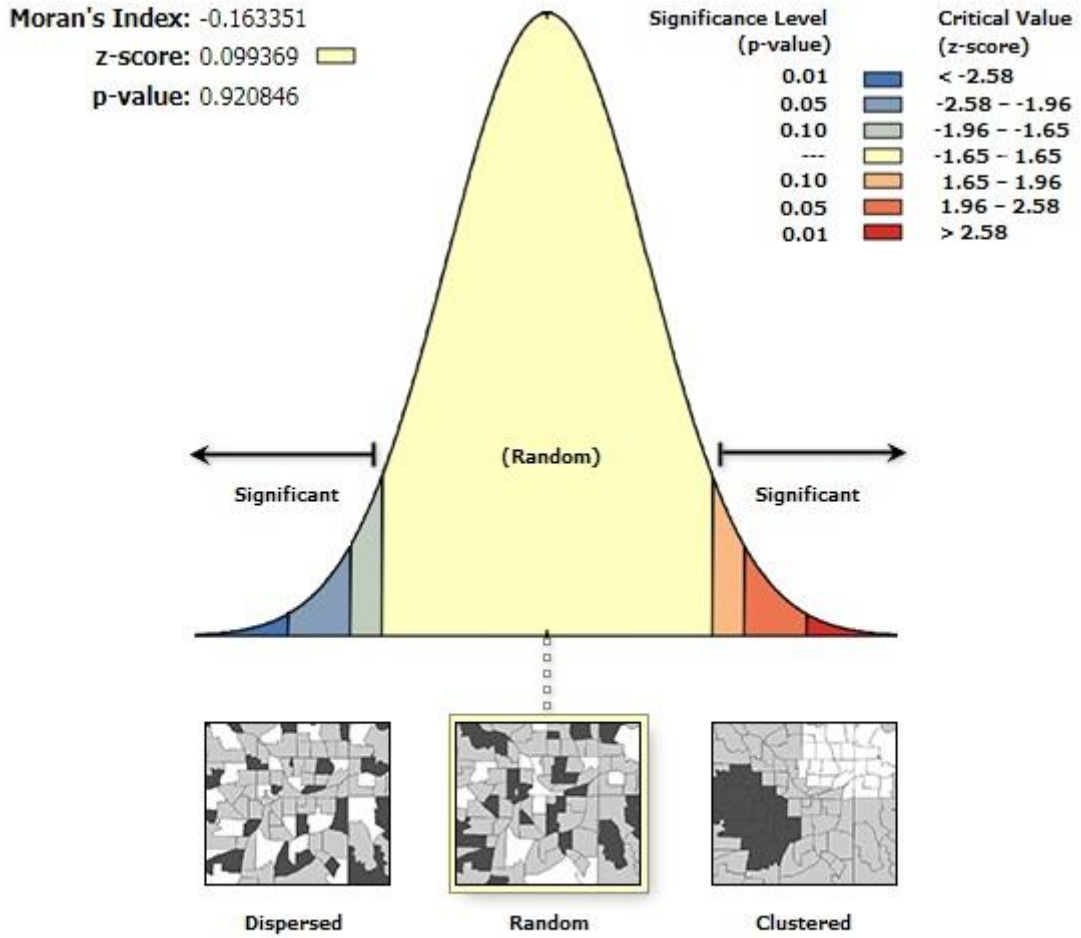 Moran's Index: -0.163351
z-score: 0.099369
p-value: 0.920846
Significance Level
(p-value)
Critical Value
(z-score)
0.01 < -2.58
0.05 -2.58 – -1.96
0.10 -1.96 – -1.65
--- -1.65 – 1.65
0.10 1.65 – 1.96
0.05 1.96 – 2.58
0.01 > 2.58
(Random)
Significant
Significant
Dispersed
Random
Clustered